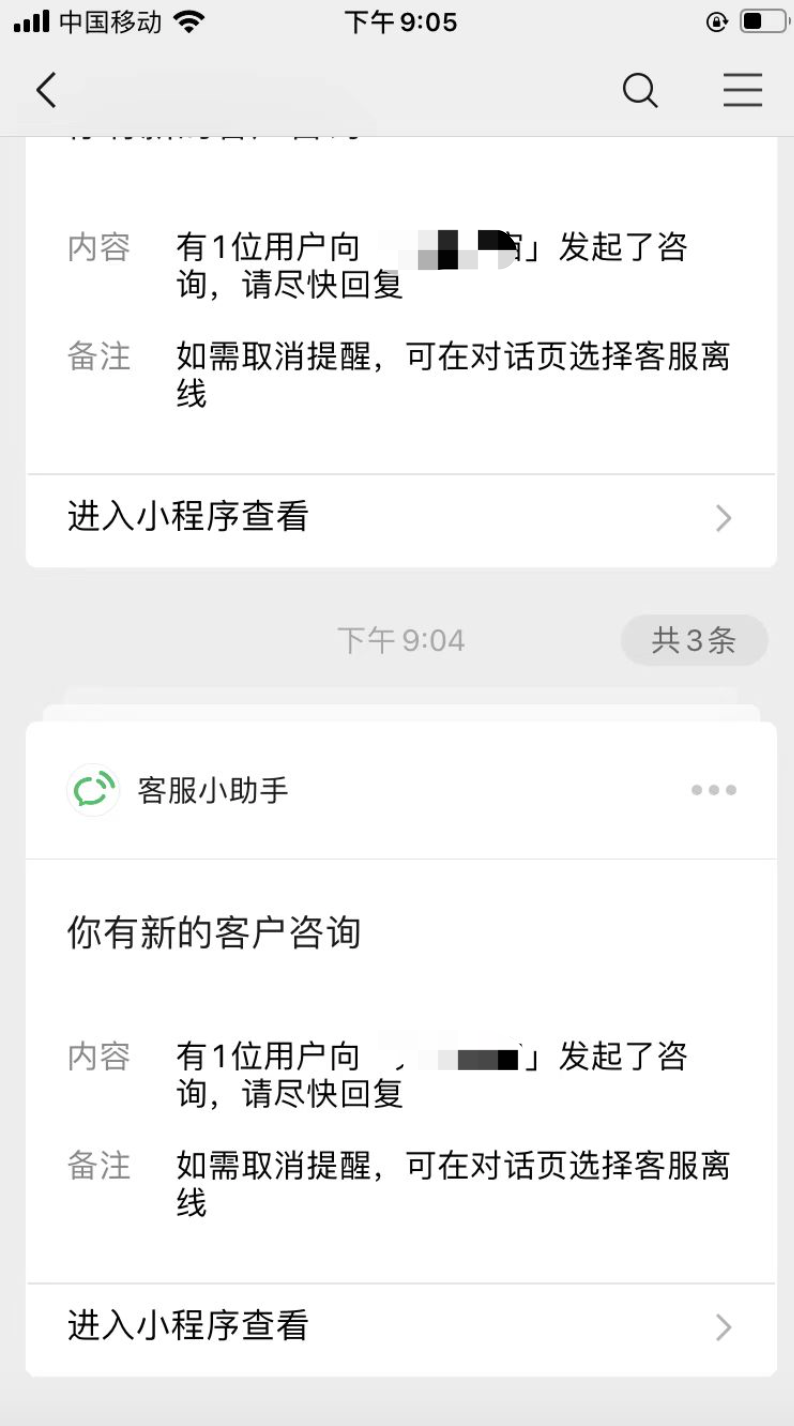 中国移动 下午9:05
内容 有1位用户向 」发起了咨
询，请尽快回复
备注 如需取消提醒，可在对话页选择客服离
线
进入小程序查看
下午 9:04 共3条
客服小助手
你有新的客户咨询
内容 有1位用户向 」发起了咨
询，请尽快回复
备注 如需取消提醒，可在对话页选择客服离
线
进入小程序查看